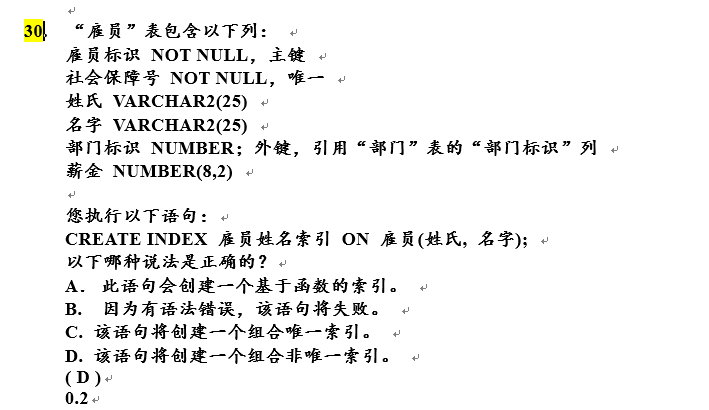 30. “雇员”表包含以下列：
雇员标识 NOT NULL，主键
社会保障号 NOT NULL，唯一
姓氏 VARCHAR2(25)
名字 VARCHAR2(25)
部门标识 NUMBER；外键，引用“部门”表的“部门标识”列
薪金 NUMBER(8,2)
您执行以下语句：
CREATE INDEX 雇员姓名索引 ON 雇员(姓氏, 名字);
以下哪种说法是正确的？
A. 此语句会创建一个基于函数的索引。
B. 因为有语法错误，该语句将失败。
C. 该语句将创建一个组合唯一索引。
D. 该语句将创建一个组合非唯一索引。
( D )
0.2